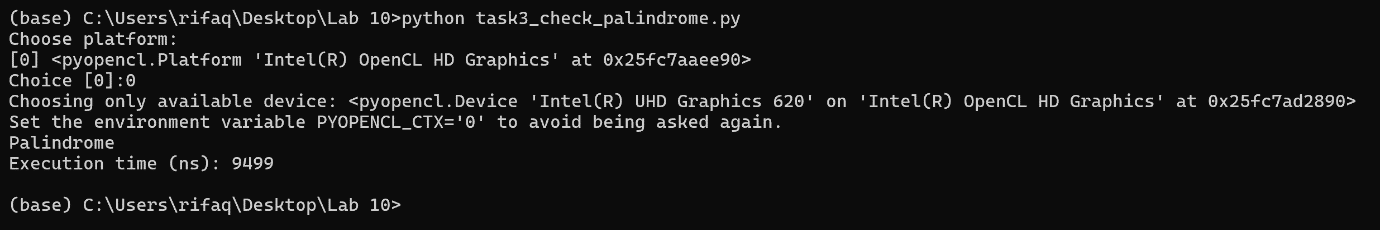 (base) C:\Users\rifaq\Desktop\Lab 10>python task3_check_palindrome.py
Choose platform:
[0] <pyopencl.Platform 'Intel(R) OpenCL HD Graphics' at 0x25fc7aaee90>
Choice [0]:0
Choosing only available device: <pyopencl.Device 'Intel(R) UHD Graphics 620' on 'Intel(R) OpenCL HD Graphics' at 0x25fc7ad2890>
Set the environment variable PYOPENCL_CTX='0' to avoid being asked again.
Palindrome
Execution time (ns): 9499
(base) C:\Users\rifaq\Desktop\Lab 10>